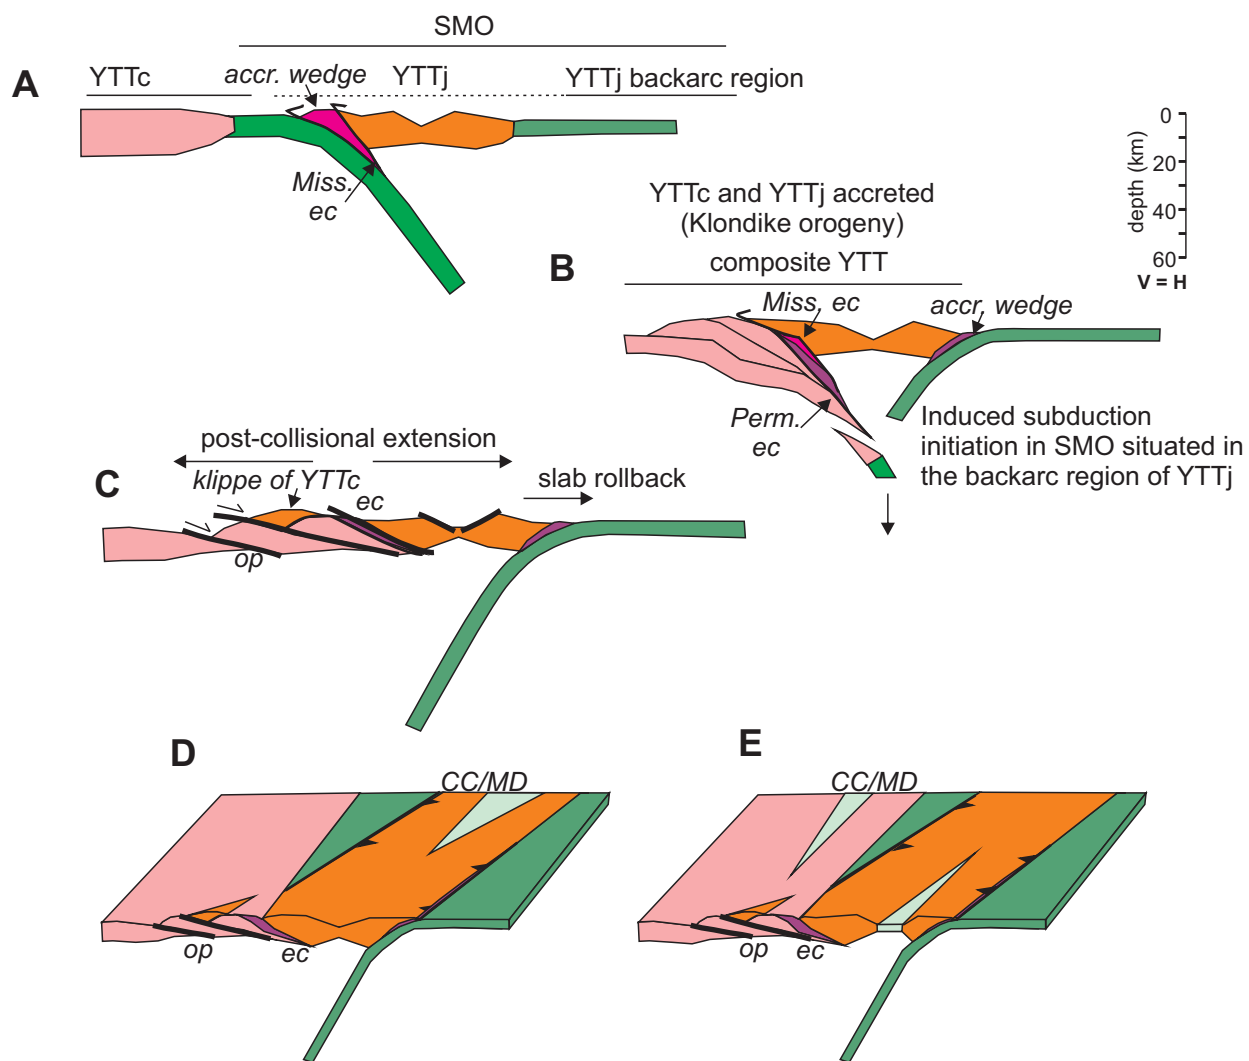 SMO
A
YTTc
accr. wedge
YTTj
YTTj backarc region
Miss.
ec
0
20
40
60
depth (km)
V = H
YTTc and YTTj accreted
(Klondike orogeny)
B
composite YTT
Miss. ec
accr. wedge
Perm.
ec
Induced subduction
initiation in SMO situated in
the backarc region of YTTj
post-collisional extension
C
klippe of YTTc
ec
slab rollback
op
D
CC/MD
op
ec
E
CC/MD
op
ec